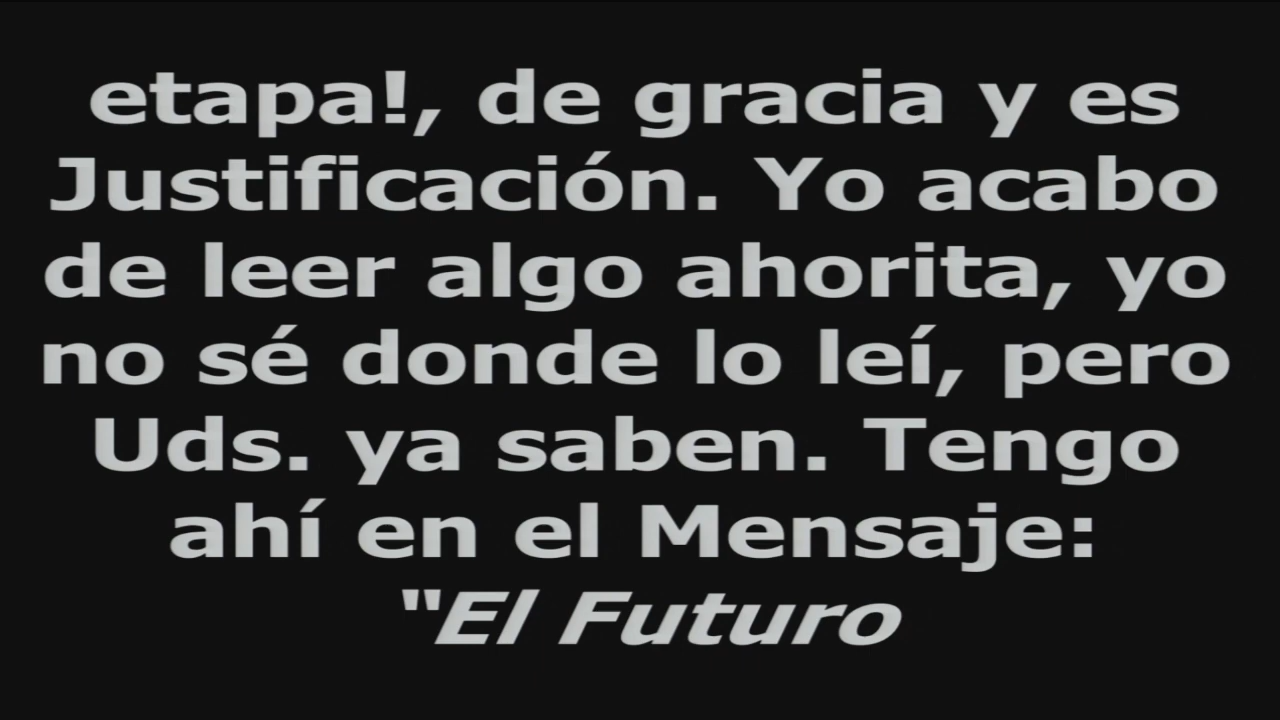 etapa!, de gracia y es
Justificación. Yo acabo
de leer algo ahorita, yo
no sé donde lo leí, pero
Uds. ya saben. Tengo
ahí en el Mensaje:
"El Futuro